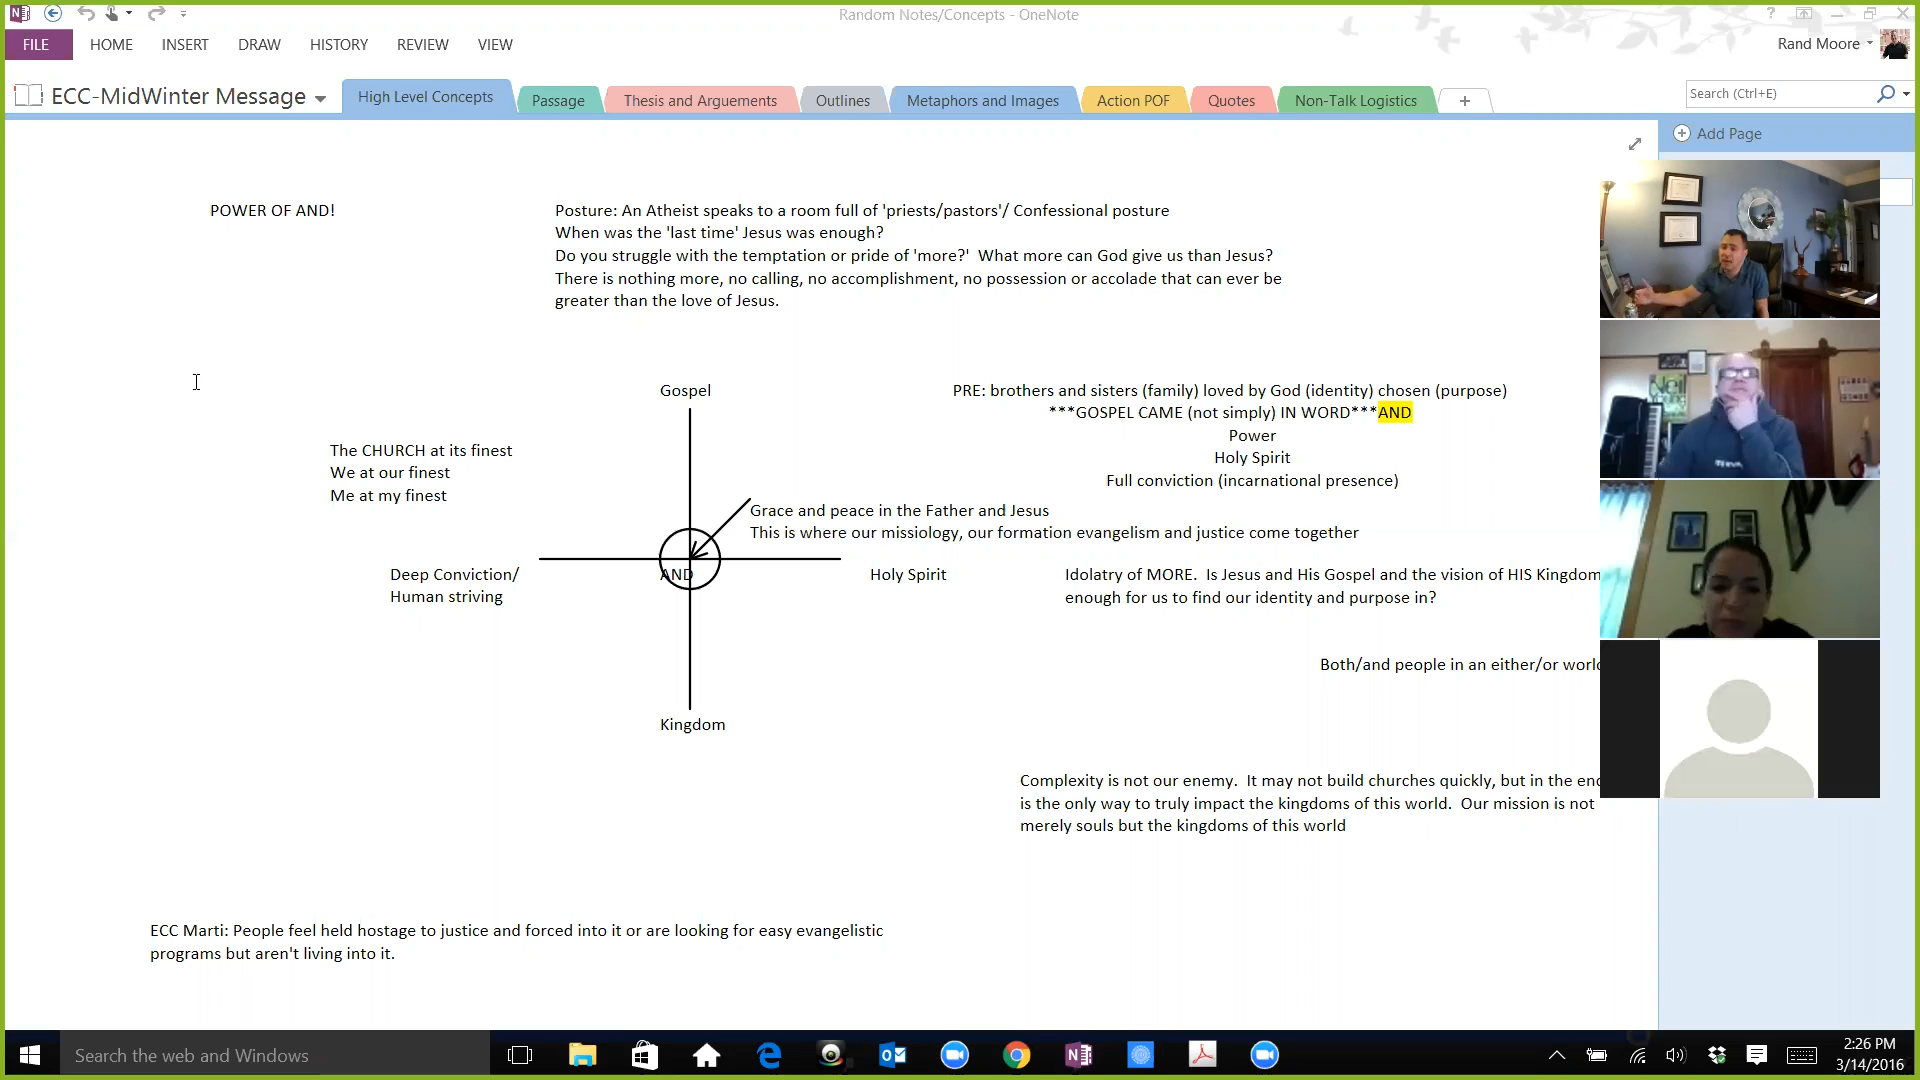 Random Notes/Concepts - OneNote
FILE
HOME
INSERT
DRAW
HISTORY
REVIEW
VIEW
Rand Moore
ECC-MidWinter Message
High Level Concepts
Passage
Thesis and Arguements
Outlines
Metaphors and Images
Action POF
Quotes
Non-Talk Logistics
Search (Ctrl+E)
Add Page
POWER OF AND!
Posture: An Atheist speaks to a room full of 'priests/pastors'/ Confessional posture
When was the 'last time' Jesus was enough?
Do you struggle with the temptation or pride of 'more?'  What more can God give us than Jesus?
There is nothing more, no calling, no accomplishment, no possession or accolade that can ever be
greater than the love of Jesus.
Gospel
PRE: brothers and sisters (family) loved by God (identity) chosen (purpose)
***GOSPEL CAME (not simply) IN WORD***AND
Power
Holy Spirit
Full conviction (incarnational presence)
The CHURCH at its finest
We at our finest
Me at my finest
Grace and peace in the Father and Jesus
This is where our missiology, our formation evangelism and justice come together
Deep Conviction/
Human striving
AND
Holy Spirit
Idolatry of MORE.  Is Jesus and His Gospel and the vision of HIS Kingdom
enough for us to find our identity and purpose in?
Both/and people in an either/or world
Kingdom
Complexity is not our enemy.  It may not build churches quickly, but in the end
is the only way to truly impact the kingdoms of this world.  Our mission is not
merely souls but the kingdoms of this world
ECC Marti: People feel held hostage to justice and forced into it or are looking for easy evangelistic
programs but aren't living into it.
Search the web and Windows
2:26 PM
3/14/2016